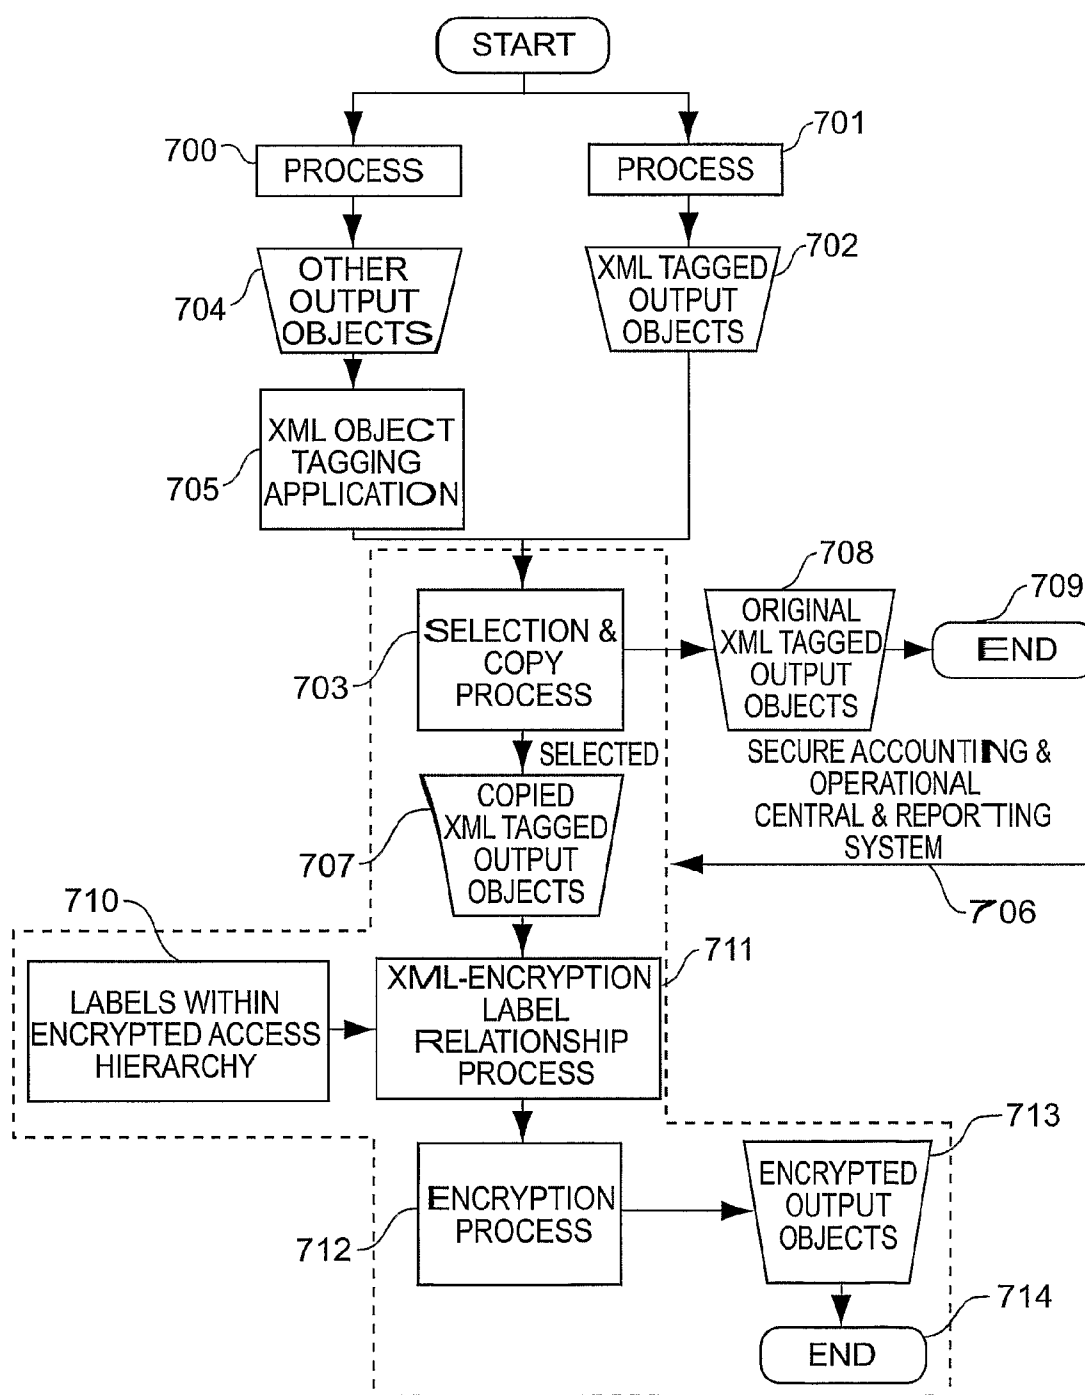 START
700
PROCESS
701
PROCESS
704
OTHER
OUTPUT
OBJECTS
702
XML TAGGED
OUTPUT
OBJECTS
705
XML OBJECT
TAGGING
APPLICATION
703
SELECTION &
COPY
PROCESS
708
ORIGINAL
XML TAGGED
OUTPUT
OBJECTS
709
END
SELECTED
SECURE ACCOUNTING &
OPERATIONAL
CENTRAL & REPORTING
SYSTEM
706
707
COPIED
XML TAGGED
OUTPUT
OBJECTS
710
LABELS WITHIN
ENCRYPTED ACCESS
HIERARCHY
711
XML-ENCRYPTION
LABEL
RELATIONSHIP
PROCESS
712
ENCRYPTION
PROCESS
713
ENCRYPTED
OUTPUT
OBJECTS
714
END